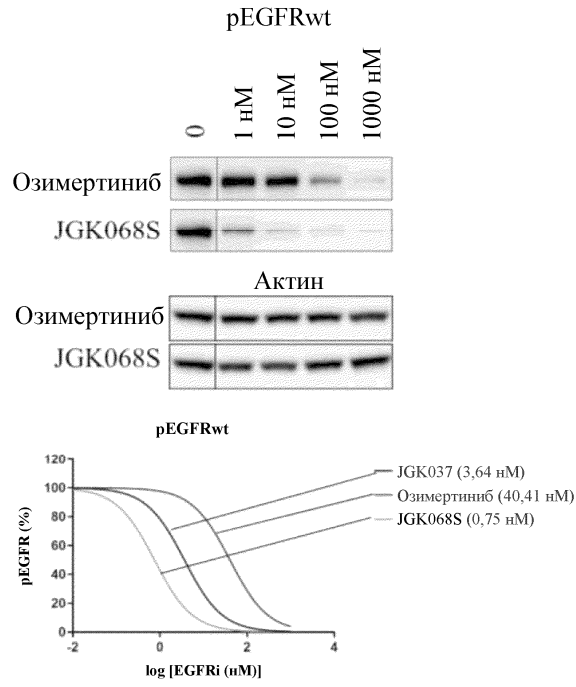 pEGFRwt
0
1 нМ
10 нМ
100 нМ
1000 нМ
Озимертиниб
JGK068S
Актин
Озимертиниб
JGK068S
pEGFRwt
120
100
80
60
40
20
0
pEGFR (%)
-2
0
2
4
log [EGFRi (нМ)]
JGK037 (3,64 нМ)
Озимертиниб (40,41 нМ)
JGK068S (0,75 нМ)